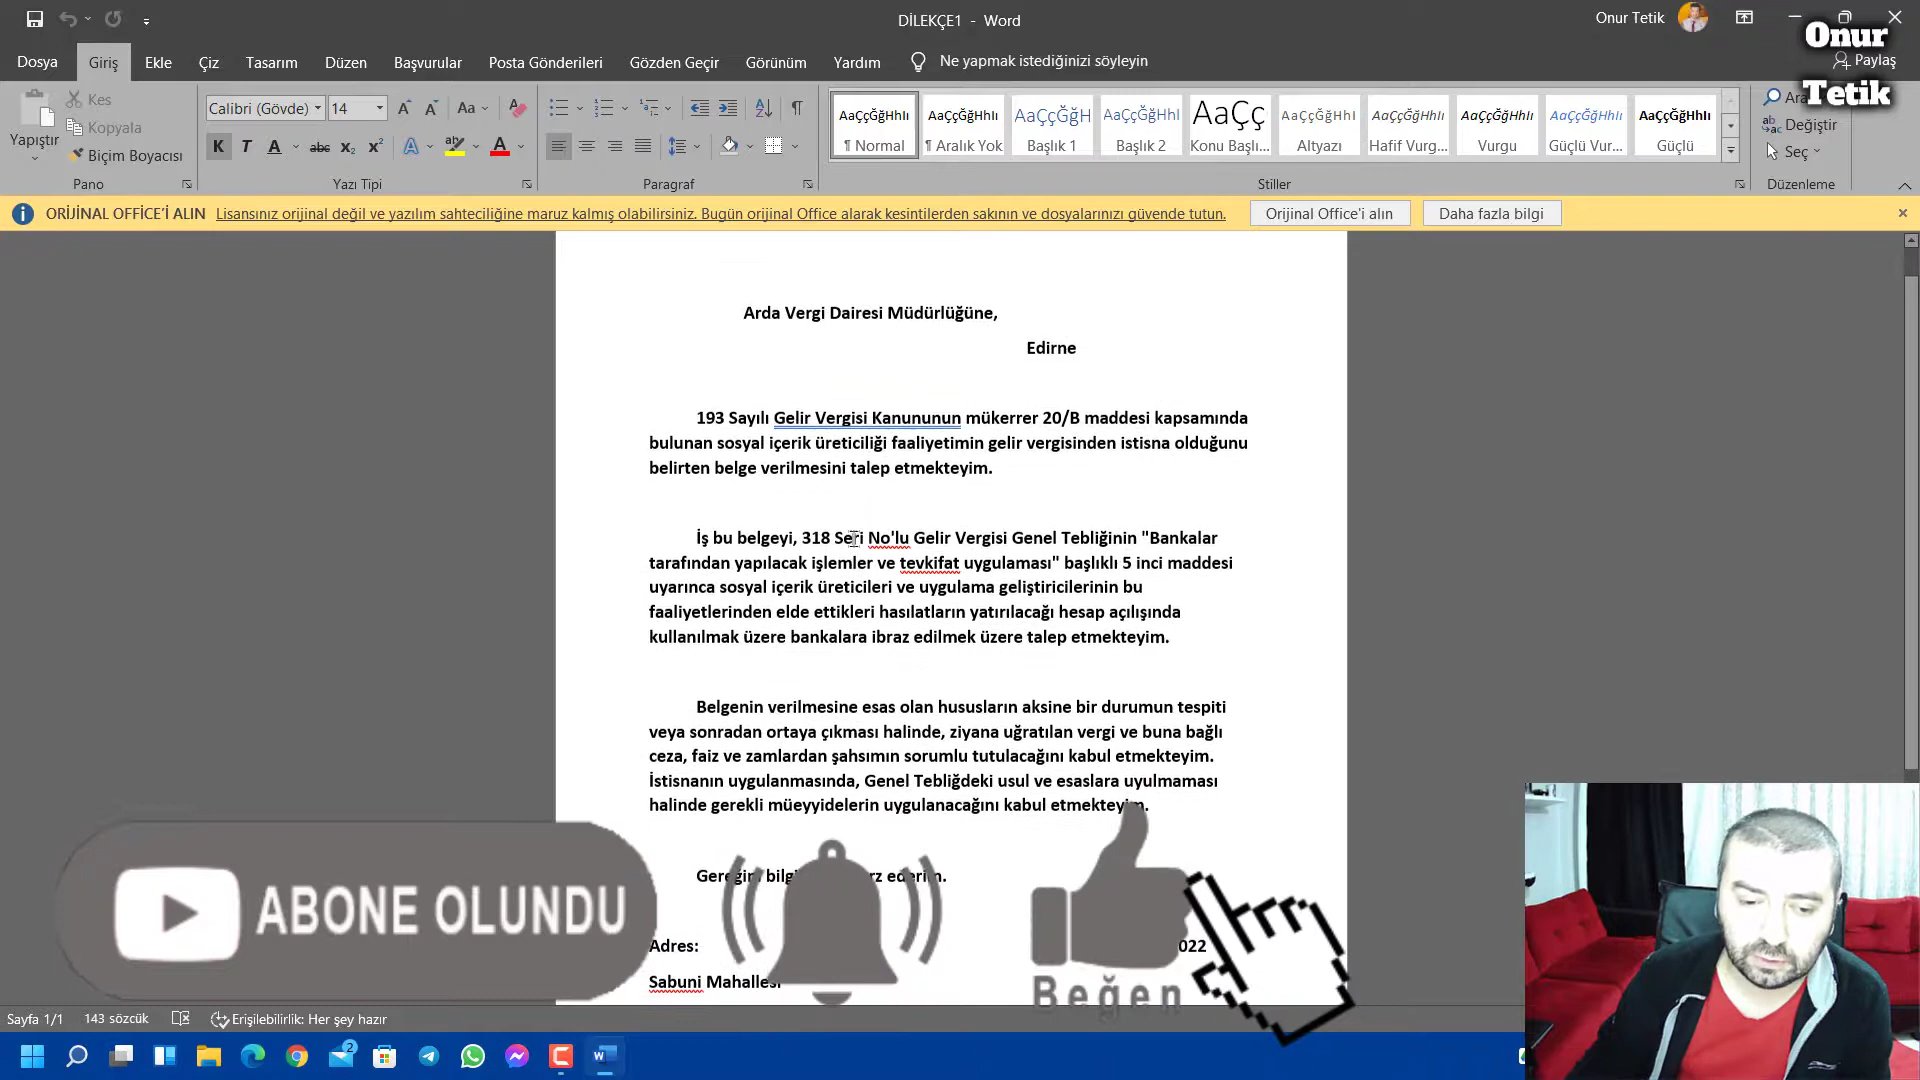 DİLEKÇE1 - Word
Onur Tetik
Onur
Tetik
Dosya Giriş Ekle Çiz Tasarım Düzen Başvurular Posta Gönderileri Gözden Geçir Görünüm Yardım Ne yapmak istediğinizi söyleyin Paylaş
Yapıştır
Kes
Kopyala
Biçim Boyacısı
Pano
Calibri (Gövde) 14 Aa
K T A abc x₂ x² A A
Yazı Tipi
Paragraf
AaÇçĞğHhIı AaÇçĞğHhIı AaÇçĞğH AaÇçĞğHhI AaÇç AaÇçĞğHhI AaÇçĞğHhIı AaÇçĞğHhIı AaÇçĞğHhIı AaÇçĞğHhIı
¶ Normal ¶ Aralık Yok Başlık 1 Başlık 2 Konu Başlı... Altyazı Hafif Vurg... Vurgu Güçlü Vur... Güçlü
Stiller
Değiştir
Seç
Düzenleme
ORİJİNAL OFFICE'İ ALIN Lisansınız orijinal değil ve yazılım sahteciliğine maruz kalmış olabilirsiniz. Bugün orijinal Office alarak kesintilerden sakının ve dosyalarınızı güvende tutun. Orijinal Office'i alın Daha fazla bilgi
Arda Vergi Dairesi Müdürlüğüne,
Edirne
193 Sayılı Gelir Vergisi Kanununun mükerrer 20/B maddesi kapsamında
bulunan sosyal içerik üreticiliği faaliyetimin gelir vergisinden istisna olduğunu
belirten belge verilmesini talep etmekteyim.
İş bu belgeyi, 318 Seri No'lu Gelir Vergisi Genel Tebliğinin "Bankalar
tarafından yapılacak işlemler ve tevkifat uygulaması" başlıklı 5 inci maddesi
uyarınca sosyal içerik üreticileri ve uygulama geliştiricilerinin bu
faaliyetlerinden elde ettikleri hasılatların yatırılacağı hesap açılışında
kullanılmak üzere bankalara ibraz edilmek üzere talep etmekteyim.
Belgenin verilmesine esas olan hususların aksine bir durumun tespiti
veya sonradan ortaya çıkması halinde, ziyana uğratılan vergi ve buna bağlı
ceza, faiz ve zamlardan şahsımın sorumlu tutulacağını kabul etmekteyim.
İstisnanın uygulanmasında, Genel Tebliğdeki usul ve esaslara uyulmaması
halinde gerekli müeyyidelerin uygulanacağını kabul etmekteyim.
ederim.
ABONE OLUNDU
Beğen
Adres: 022
Sabuni Mahallesi
Sayfa 1/1 143 sözcük Erişilebilirlik: Her şey hazır
2